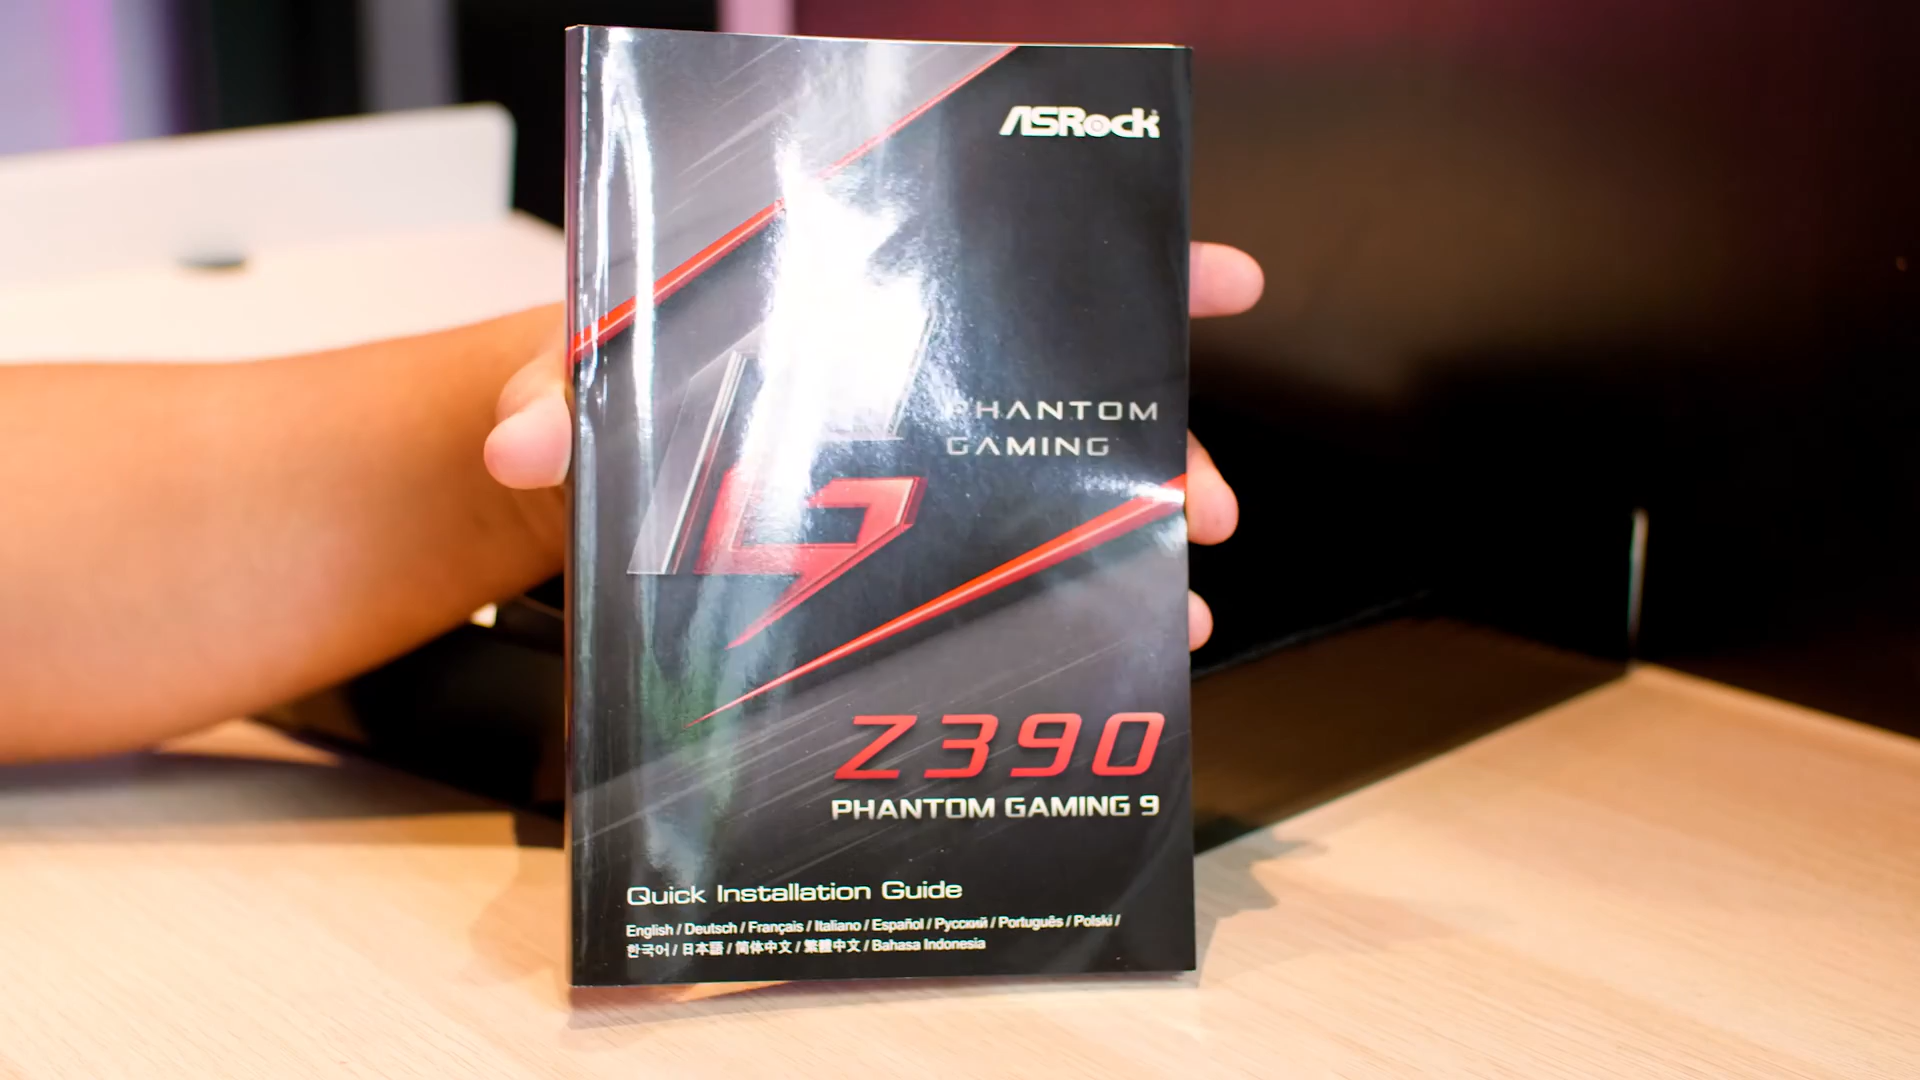 ASRock
PHANTOM
GAMING
Z390
PHANTOM GAMING 9
Quick Installation Guide
English / Deutsch / Français / Italiano / Español / Русский / Português / Polski /
한국어 / 日本語 / 简体中文 / 繁體中文 / Bahasa Indonesia